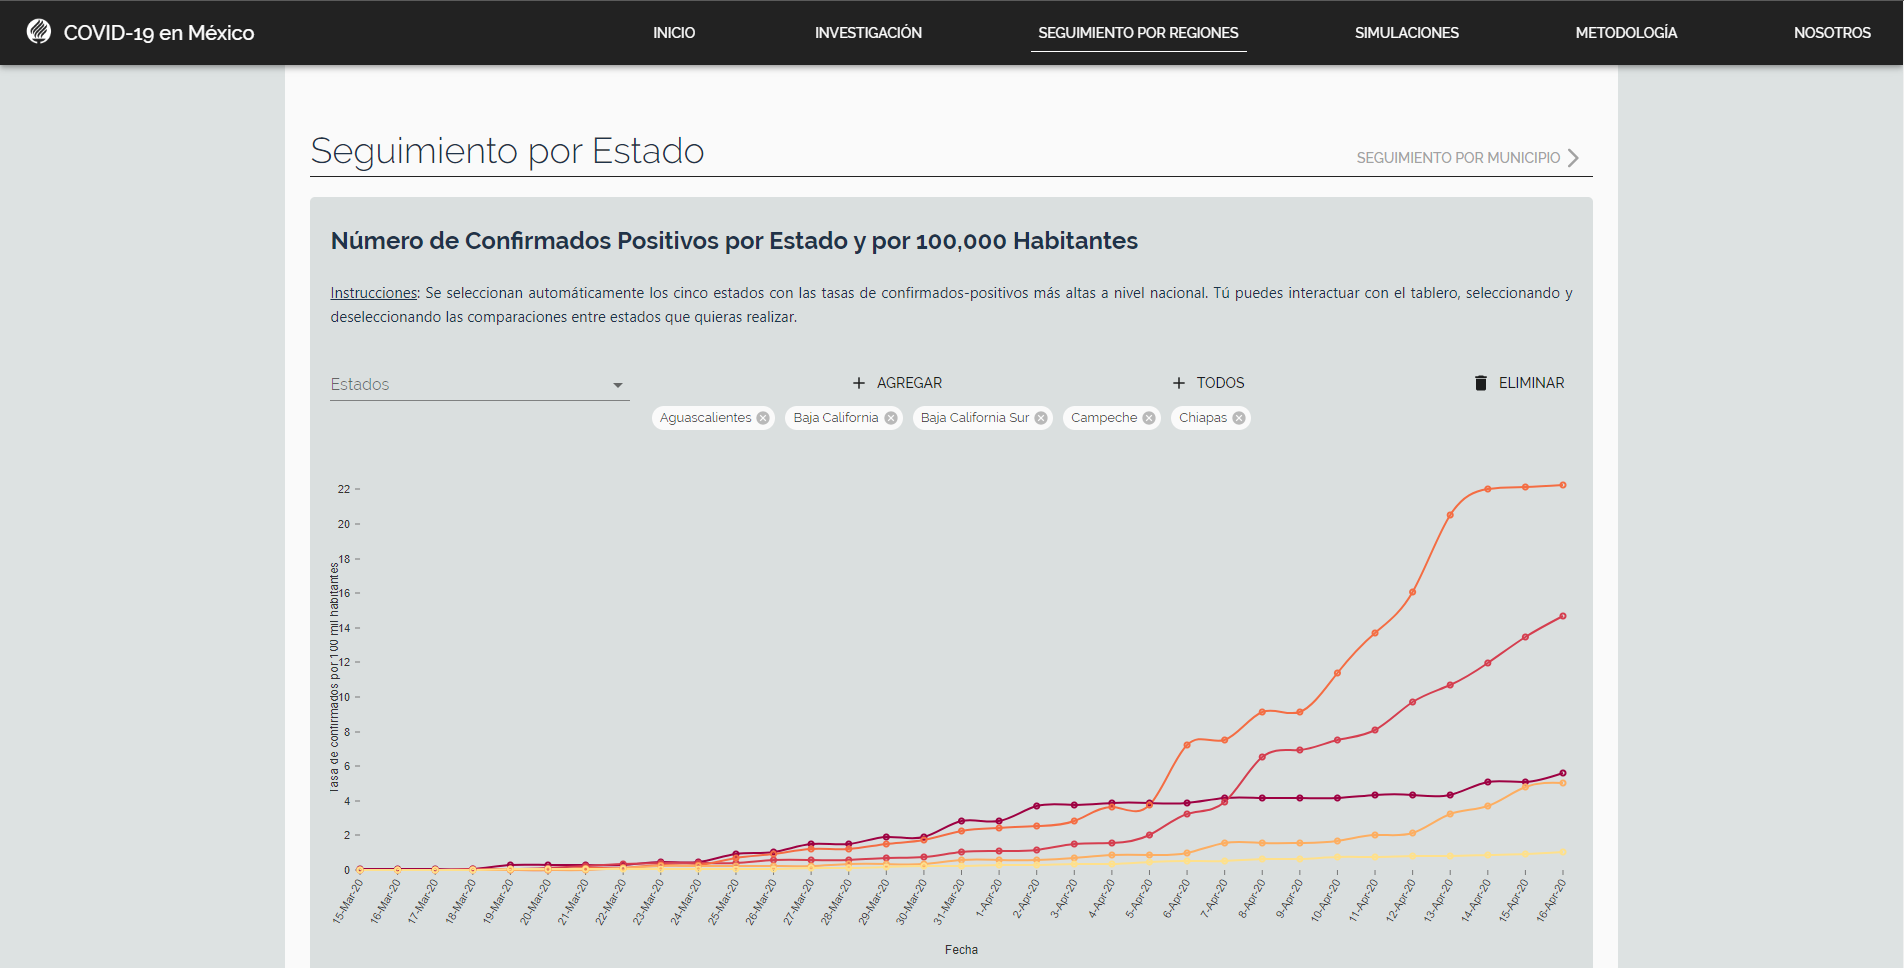 COVID-19 en México
INICIO
INVESTIGACIÓN
SEGUIMIENTO POR REGIONES
SIMULACIONES
METODOLOGÍA
NOSOTROS
Seguimiento por Estado
SEGUIMIENTO POR MUNICIPIO
Número de Confirmados Positivos por Estado y por 100,000 Habitantes
Instrucciones: Se seleccionan automáticamente los cinco estados con las tasas de confirmados-positivos más altas a nivel nacional. Tú puedes interactuar con el tablero, seleccionando y
deseleccionando las comparaciones entre estados que quieras realizar.
Estados
AGREGAR
TODOS
ELIMINAR
Aguascalientes
Baja California
Baja California Sur
Campeche
Chiapas
22
20
18
16
14
12
10
8
6
4
2
0
Tasa de confirmados por 100 mil habitantes
15-Mar-20
16-Mar-20
17-Mar-20
18-Mar-20
19-Mar-20
20-Mar-20
21-Mar-20
22-Mar-20
23-Mar-20
24-Mar-20
25-Mar-20
26-Mar-20
27-Mar-20
28-Mar-20
29-Mar-20
30-Mar-20
31-Mar-20
1-Apr-20
2-Apr-20
3-Apr-20
4-Apr-20
5-Apr-20
6-Apr-20
7-Apr-20
8-Apr-20
9-Apr-20
10-Apr-20
11-Apr-20
12-Apr-20
13-Apr-20
14-Apr-20
15-Apr-20
16-Apr-20
Fecha